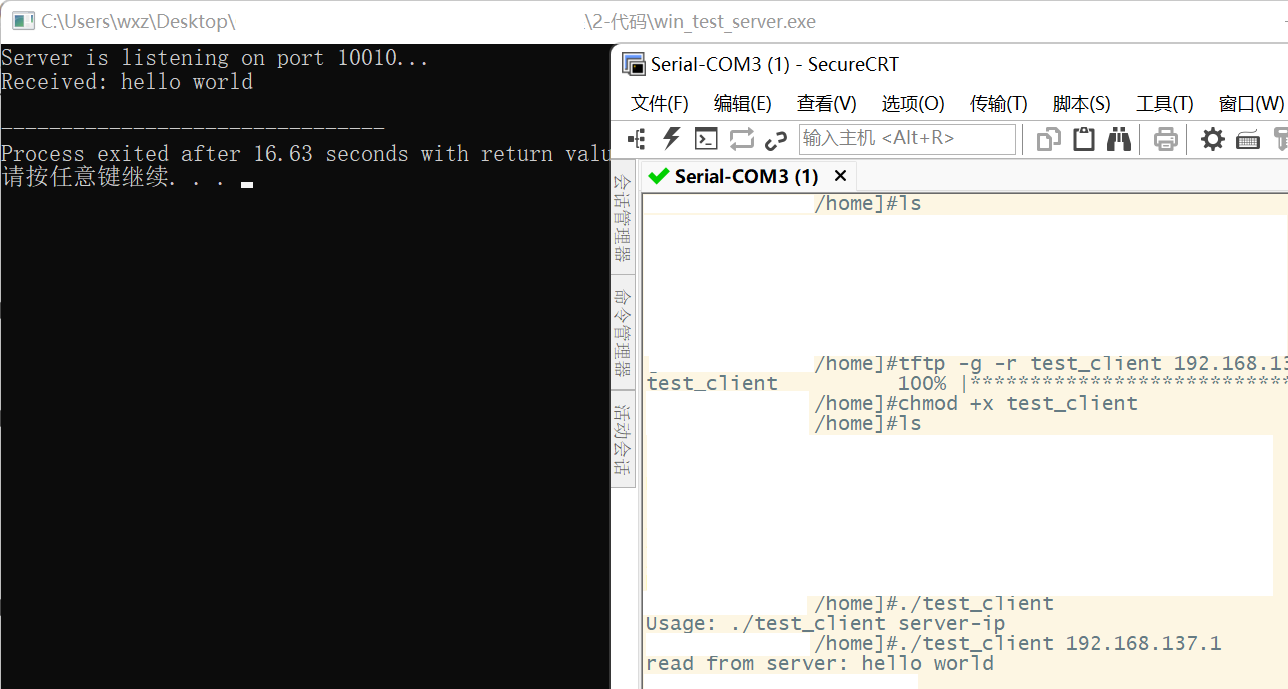 C:\Users\wxz\Desktop\ \2-代码\win_test_server.exe
Server is listening on port 10010...
Received: hello world
--------------------------------
Process exited after 16.63 seconds with return valu
请按任意键继续. . .
Serial-COM3 (1) - SecureCRT
文件(F) 编辑(E) 查看(V) 选项(O) 传输(T) 脚本(S) 工具(T) 窗口(W)
输入主机 <Alt+R>
会话管理器
命令管理器
活动会话
Serial-COM3 (1)
/home]#ls
/home]#tftp -g -r test_client 192.168.13
test_client 100% |***************************
/home]#chmod +x test_client
/home]#ls
/home]#./test_client
Usage: ./test_client server-ip
/home]#./test_client 192.168.137.1
read from server: hello world